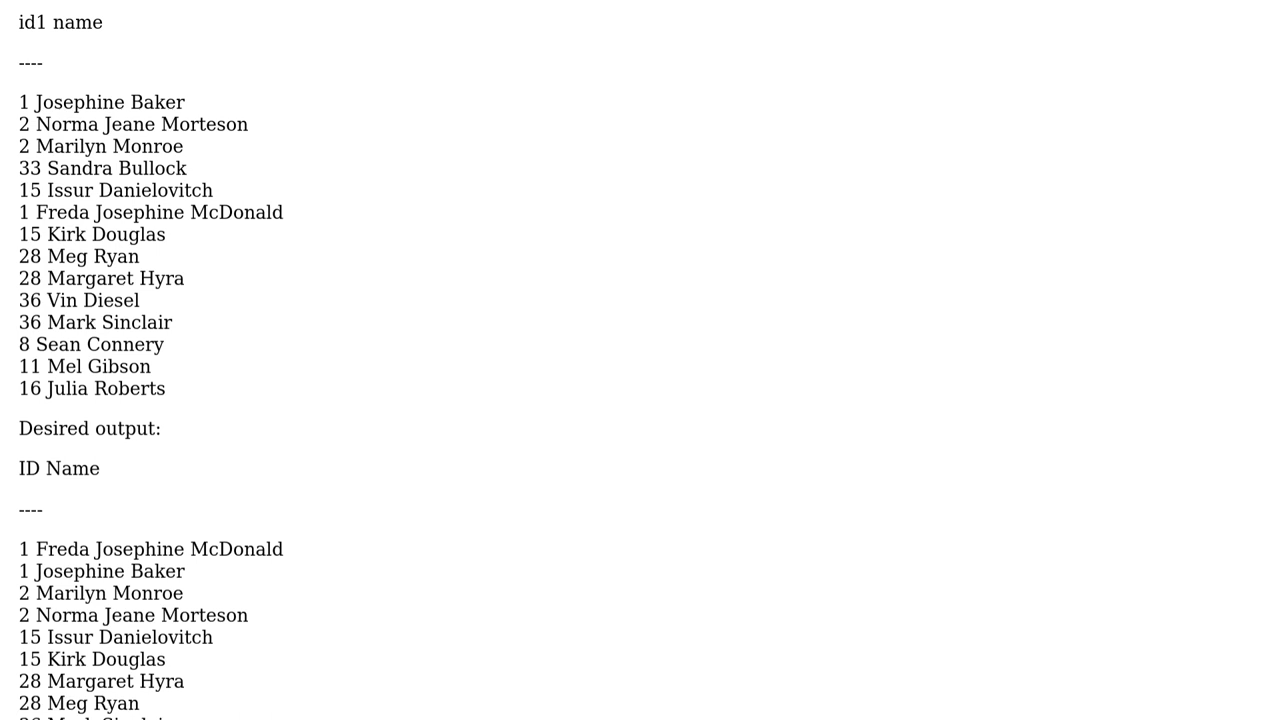 id1 name
----
1 Josephine Baker
2 Norma Jeane Morteson
2 Marilyn Monroe
33 Sandra Bullock
15 Issur Danielovitch
1 Freda Josephine McDonald
15 Kirk Douglas
28 Meg Ryan
28 Margaret Hyra
36 Vin Diesel
36 Mark Sinclair
8 Sean Connery
11 Mel Gibson
16 Julia Roberts
Desired output:
ID Name
----
1 Freda Josephine McDonald
1 Josephine Baker
2 Marilyn Monroe
2 Norma Jeane Morteson
15 Issur Danielovitch
15 Kirk Douglas
28 Margaret Hyra
28 Meg Ryan